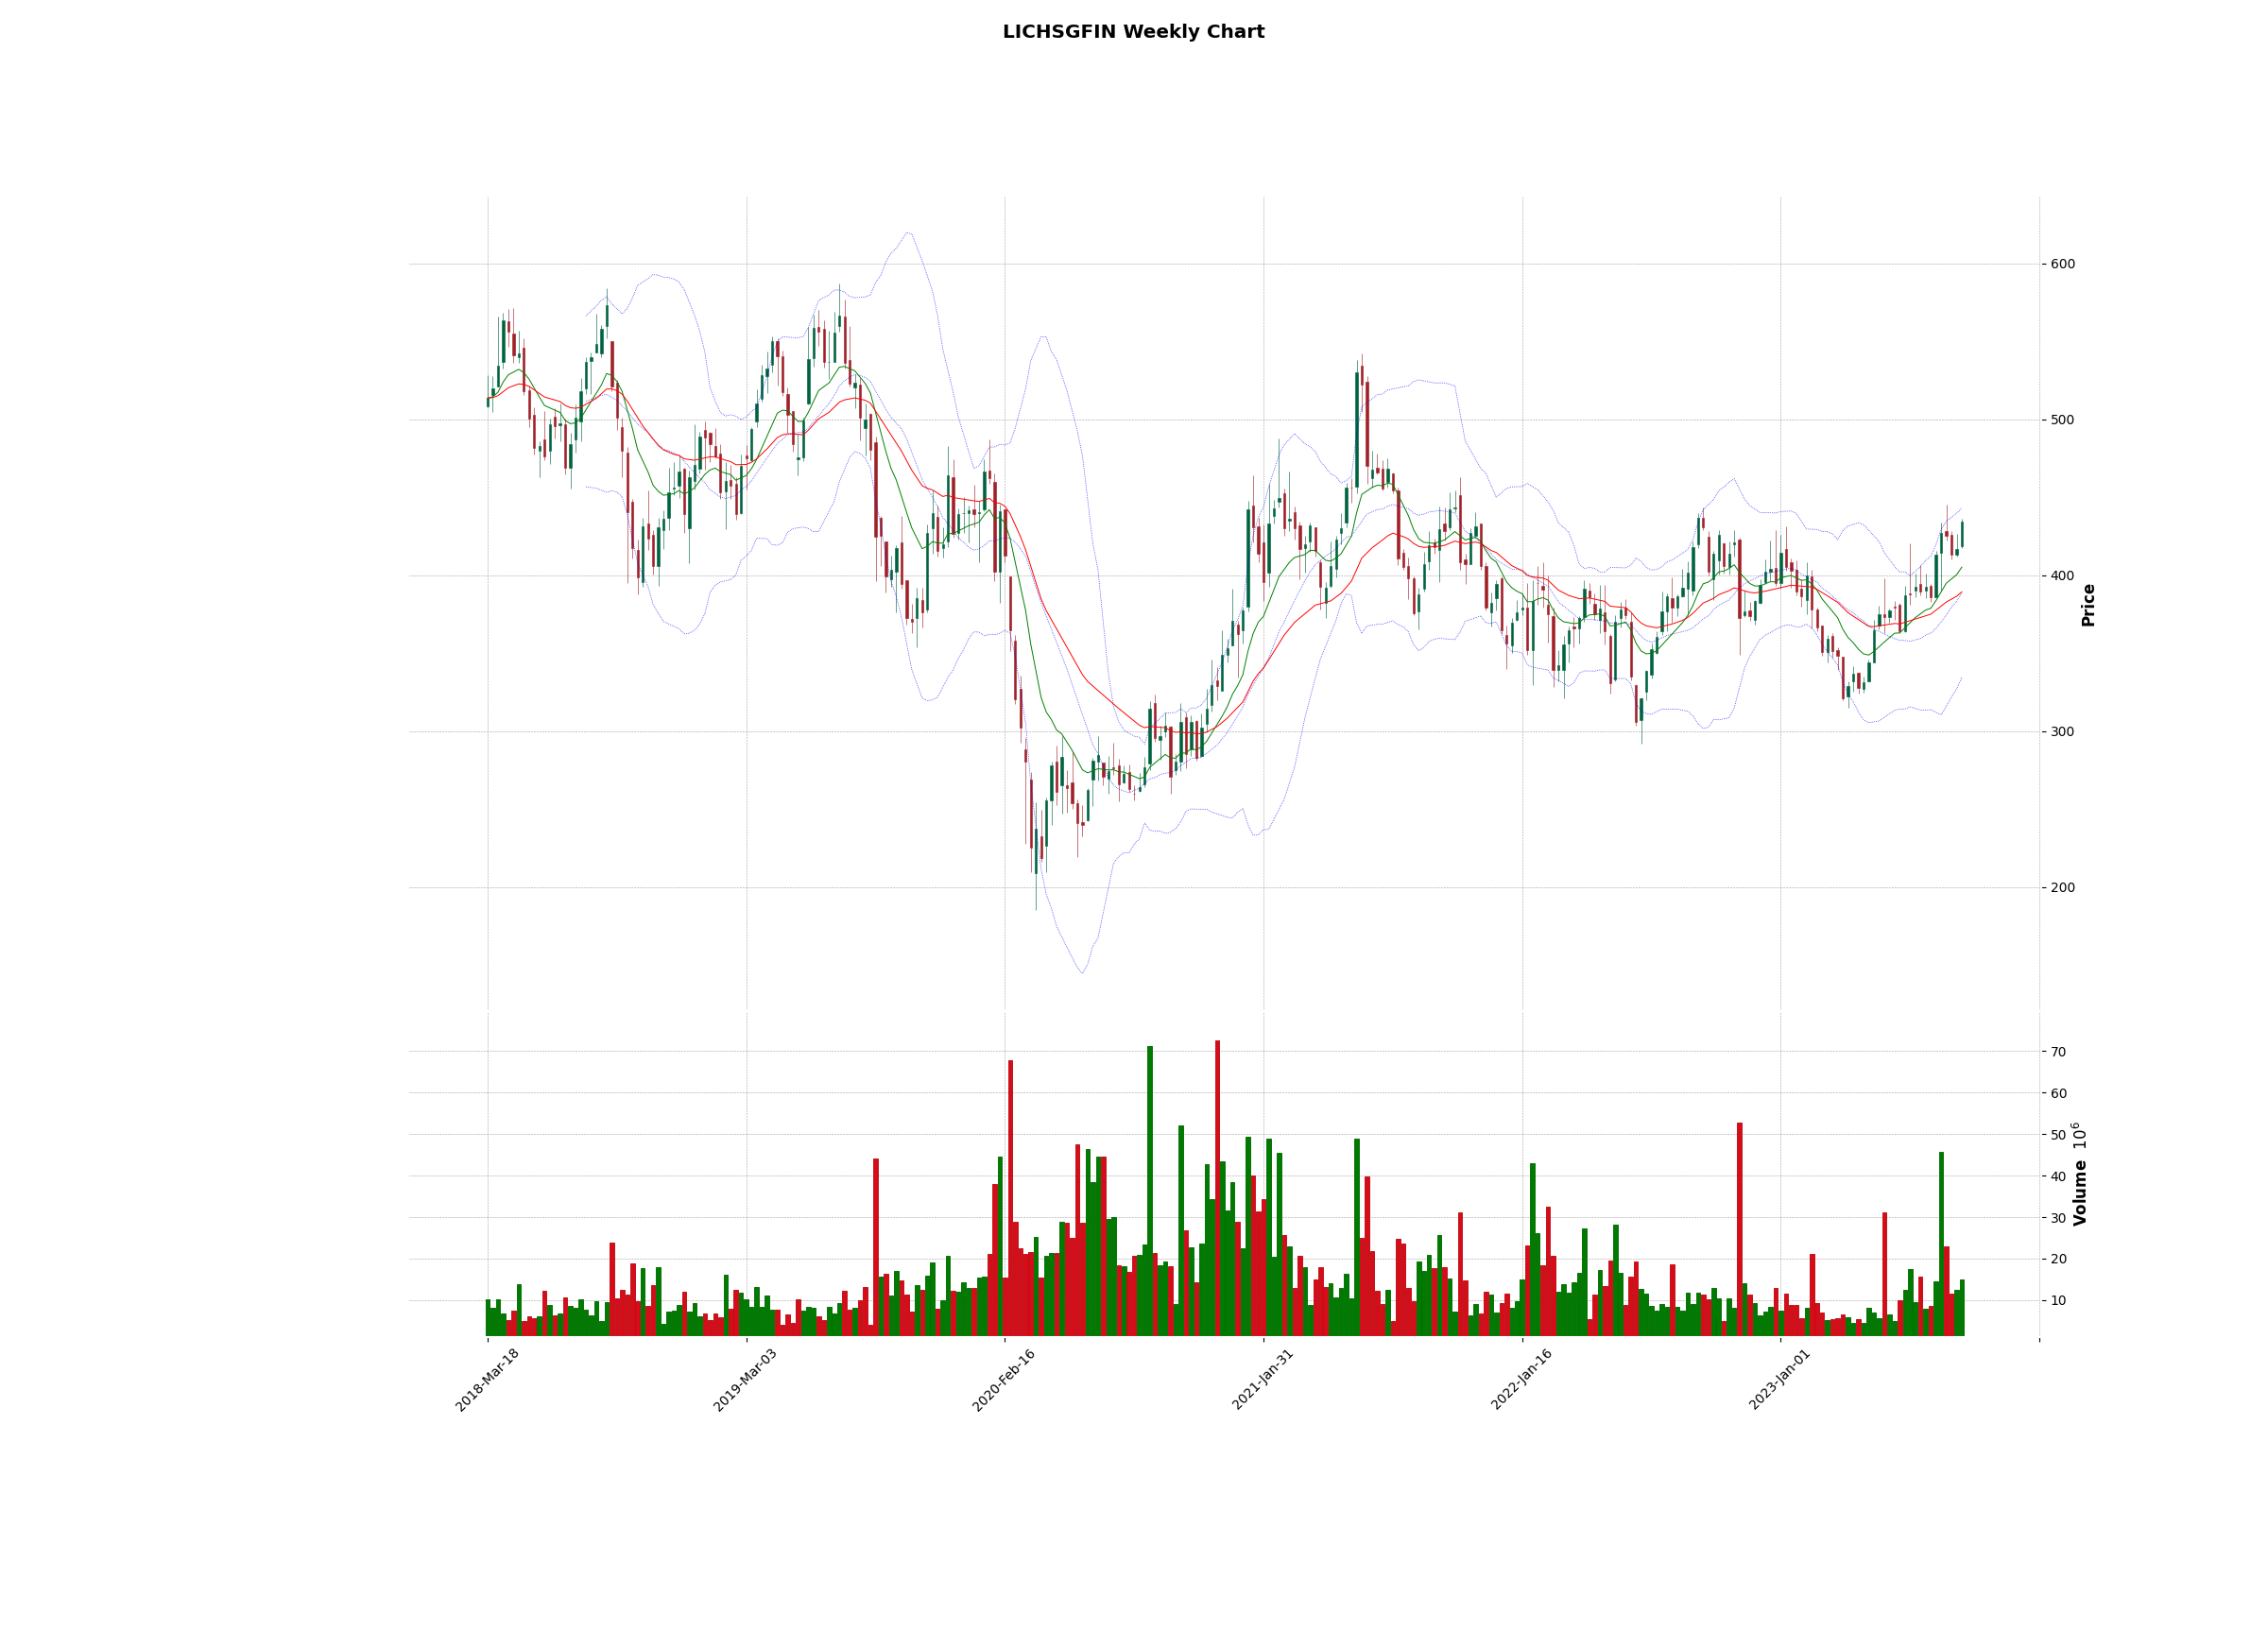 LICHSGFIN Weekly Chart
600
500
400
300
200
Price
70
60
50
40
30
20
10
Volume 10^6
2018-Mar-18
2019-Mar-03
2020-Feb-16
2021-Jan-31
2022-Jan-16
2023-Jan-01